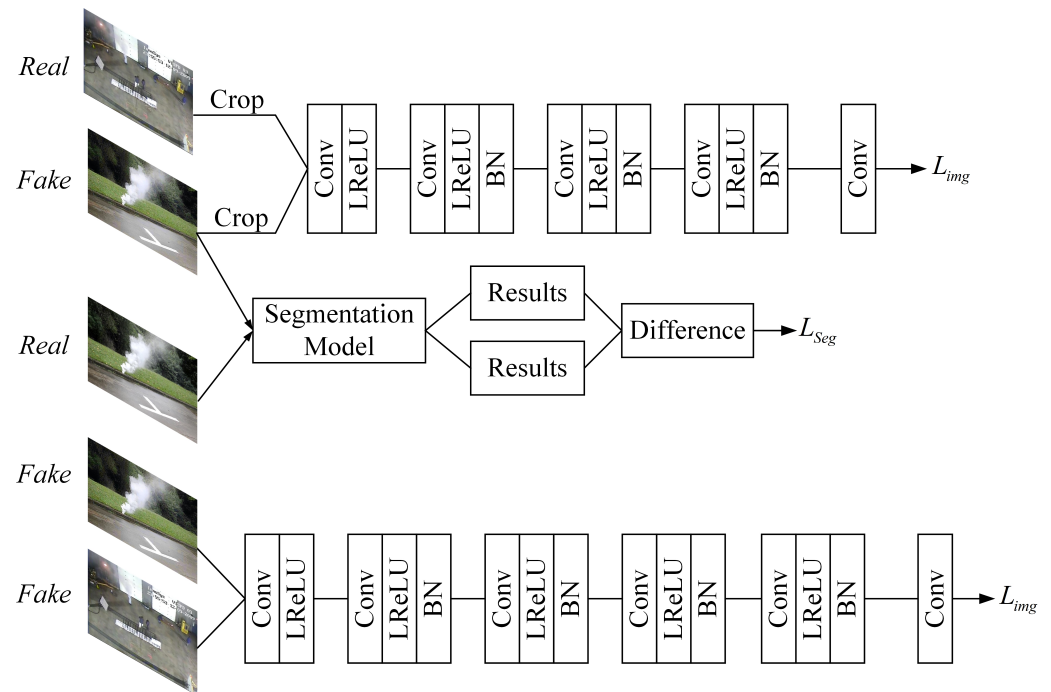 Real
Crop
Fake
Crop
Conv LReLU
Conv LReLU BN
Conv LReLU BN
Conv LReLU BN
Conv
L_img
Real
Segmentation
Model
Results
Results
Difference
L_Seg
Fake
Fake
Conv LReLU
Conv LReLU BN
Conv LReLU BN
Conv LReLU BN
Conv LReLU BN
Conv
L_img